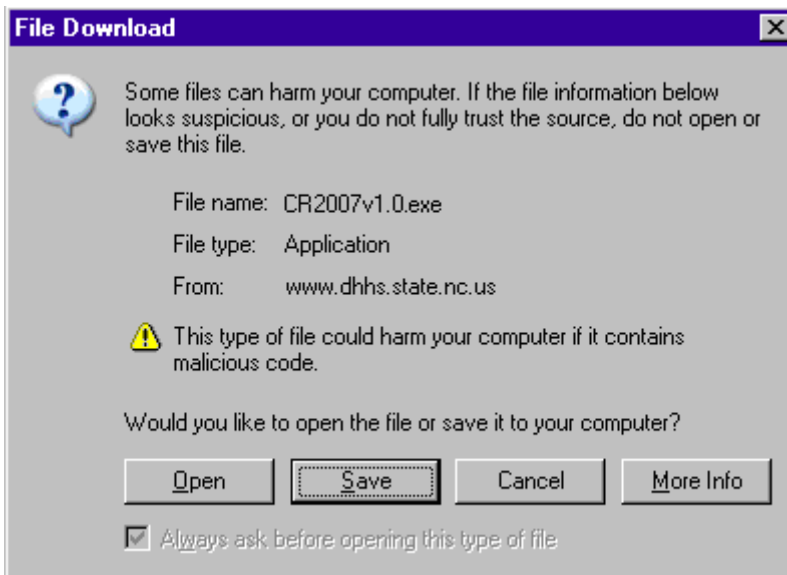 File Download
Some files can harm your computer. If the file information below
looks suspicious, or you do not fully trust the source, do not open or
save this file.
File name: CR2007v1.0.exe
File type: Application
From: www.dhhs.state.nc.us
This type of file could harm your computer if it contains
malicious code.
Would you like to open the file or save it to your computer?
Open Save Cancel More Info
Always ask before opening this type of file